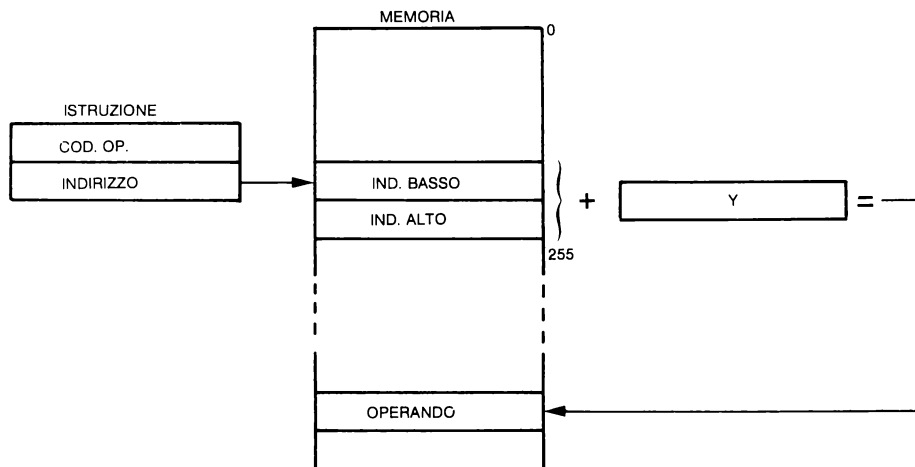 MEMORIA
0
ISTRUZIONE
COD. OP.
INDIRIZZO
IND. BASSO
IND. ALTO
+
Y
=
255
OPERANDO